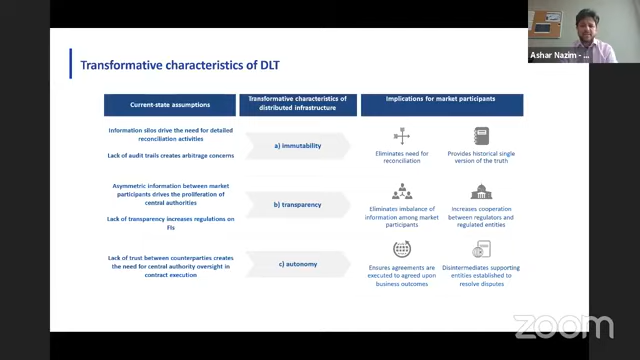 Ashar Nazim - ...
Transformative characteristics of DLT
Current-state assumptions
Transformative characteristics of
distributed infrastructure
Implications for market participants
Information silos drive the need for detailed
reconciliation activities
Lack of audit trails creates arbitrage concerns
a) immutability
Eliminates need for
reconciliation
Provides historical single
version of the truth
Asymmetric information between market
participants drives the proliferation of
central authorities
Lack of transparency increases regulations on
FIs
b) transparency
Eliminates imbalance of
information among market
participants
Increases cooperation
between regulators and
regulated entities
Lack of trust between counterparties creates
the need for central authority oversight in
contract execution
c) autonomy
Ensures agreements are
executed to agreed upon
business outcomes
Disintermediates supporting
entities established to
resolve disputes
zoom